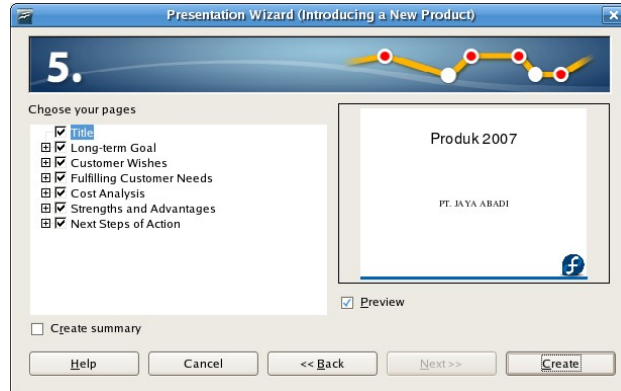 Presentation Wizard (Introducing a New Product)
5.
Choose your pages
Title
Long-term Goal
Customer Wishes
Fulfilling Customer Needs
Cost Analysis
Strengths and Advantages
Next Steps of Action
Produk 2007
PT. JAYA ABADI
Preview
Create summary
Help
Cancel
<< Back
Next >>
Create